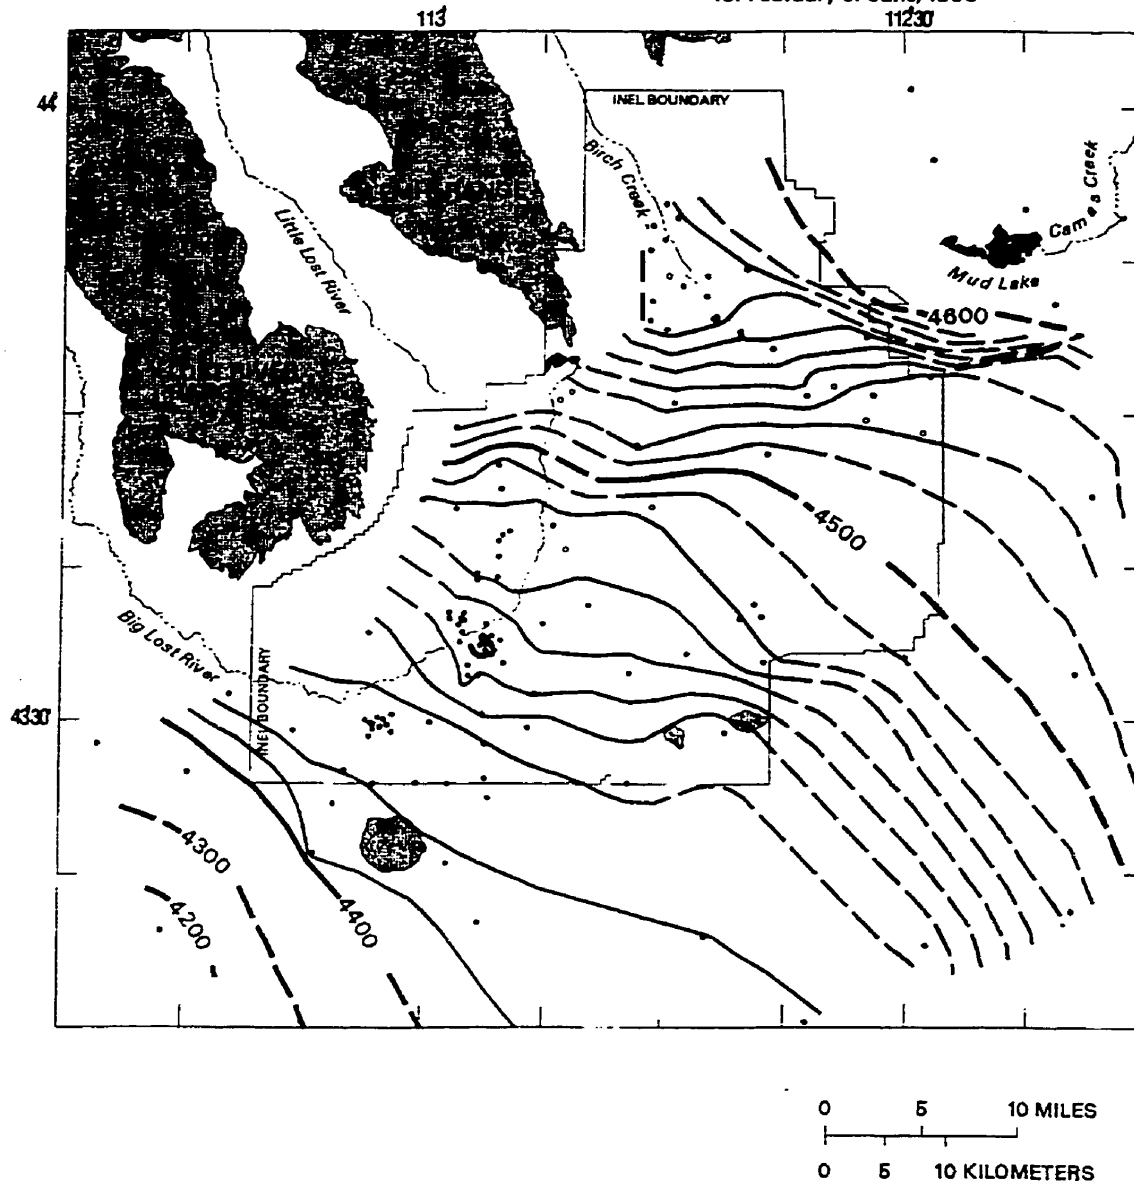 113°
112°30'
44°
INEL BOUNDARY
Birch Creek
Camas Creek
Little Lost River
Mud Lake
4600
4500
Big Lost River
INEL BOUNDARY
43°30'
4300
4200
4400
0 5 10 MILES
0 5 10 KILOMETERS